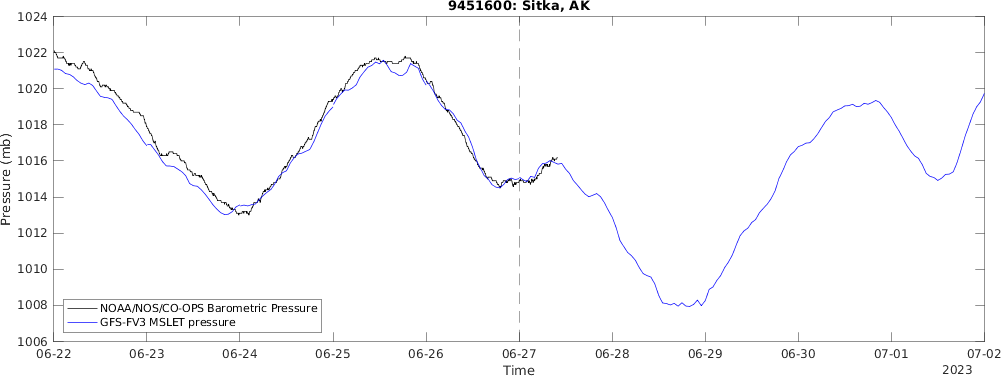 9451600: Sitka, AK
1024
1022
1020
1018
1016
1014
1012
1010
1008
1006
Pressure (mb)
NOAA/NOS/CO-OPS Barometric Pressure
GFS-FV3 MSLET pressure
06-22 06-23 06-24 06-25 06-26 06-27 06-28 06-29 06-30 07-01 07-02
Time
2023